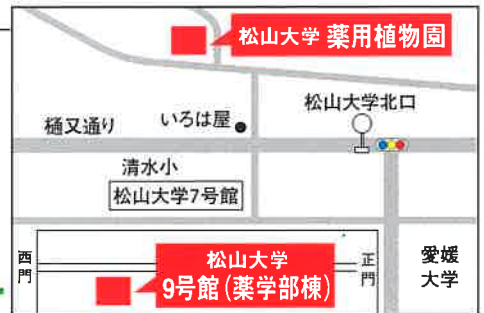 松山大学 薬用植物園
松山大学北口
樋又通り
いろは屋
清水小
松山大学7号館
西門
松山大学
9号館(薬学部棟)
正門
愛媛
大学